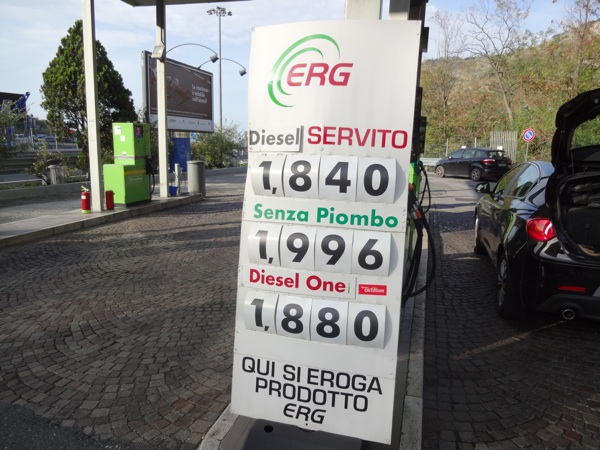 ERG
Diesel SERVITO
1,840
Senza Piombo
1,996
Diesel One
1,880
QUI SI EROGA
PRODOTTO
ERG